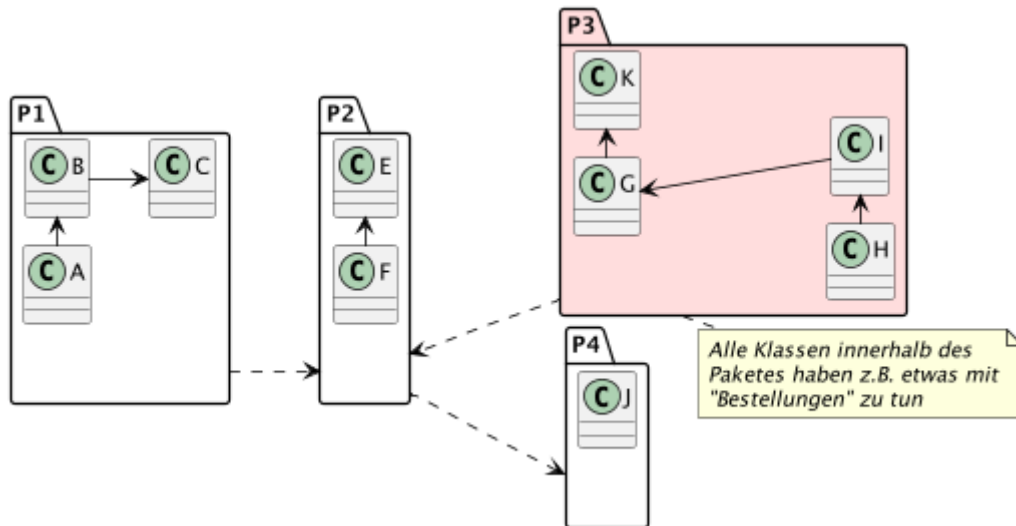 P1
C B
C C
C A
P2
C E
C F
P3
C K
C G
C I
C H
Alle Klassen innerhalb des
Paketes haben z.B. etwas mit
"Bestellungen" zu tun
P4
C J